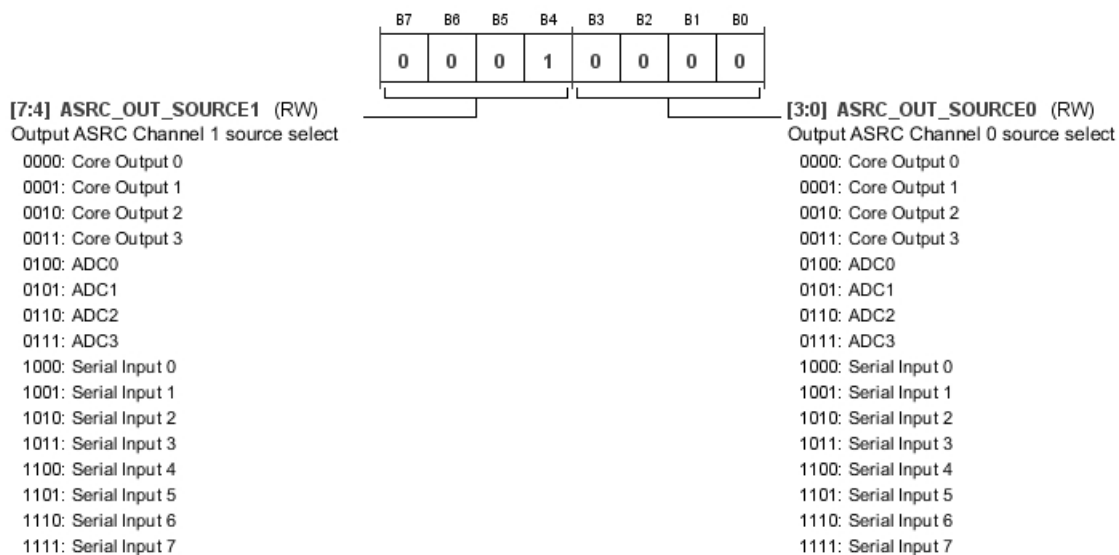 B7 B6 B5 B4 B3 B2 B1 B0
0 0 0 1 0 0 0 0
[7:4] ASRC_OUT_SOURCE1 (RW)
Output ASRC Channel 1 source select
0000: Core Output 0
0001: Core Output 1
0010: Core Output 2
0011: Core Output 3
0100: ADC0
0101: ADC1
0110: ADC2
0111: ADC3
1000: Serial Input 0
1001: Serial Input 1
1010: Serial Input 2
1011: Serial Input 3
1100: Serial Input 4
1101: Serial Input 5
1110: Serial Input 6
1111: Serial Input 7
[3:0] ASRC_OUT_SOURCE0 (RW)
Output ASRC Channel 0 source select
0000: Core Output 0
0001: Core Output 1
0010: Core Output 2
0011: Core Output 3
0100: ADC0
0101: ADC1
0110: ADC2
0111: ADC3
1000: Serial Input 0
1001: Serial Input 1
1010: Serial Input 2
1011: Serial Input 3
1100: Serial Input 4
1101: Serial Input 5
1110: Serial Input 6
1111: Serial Input 7